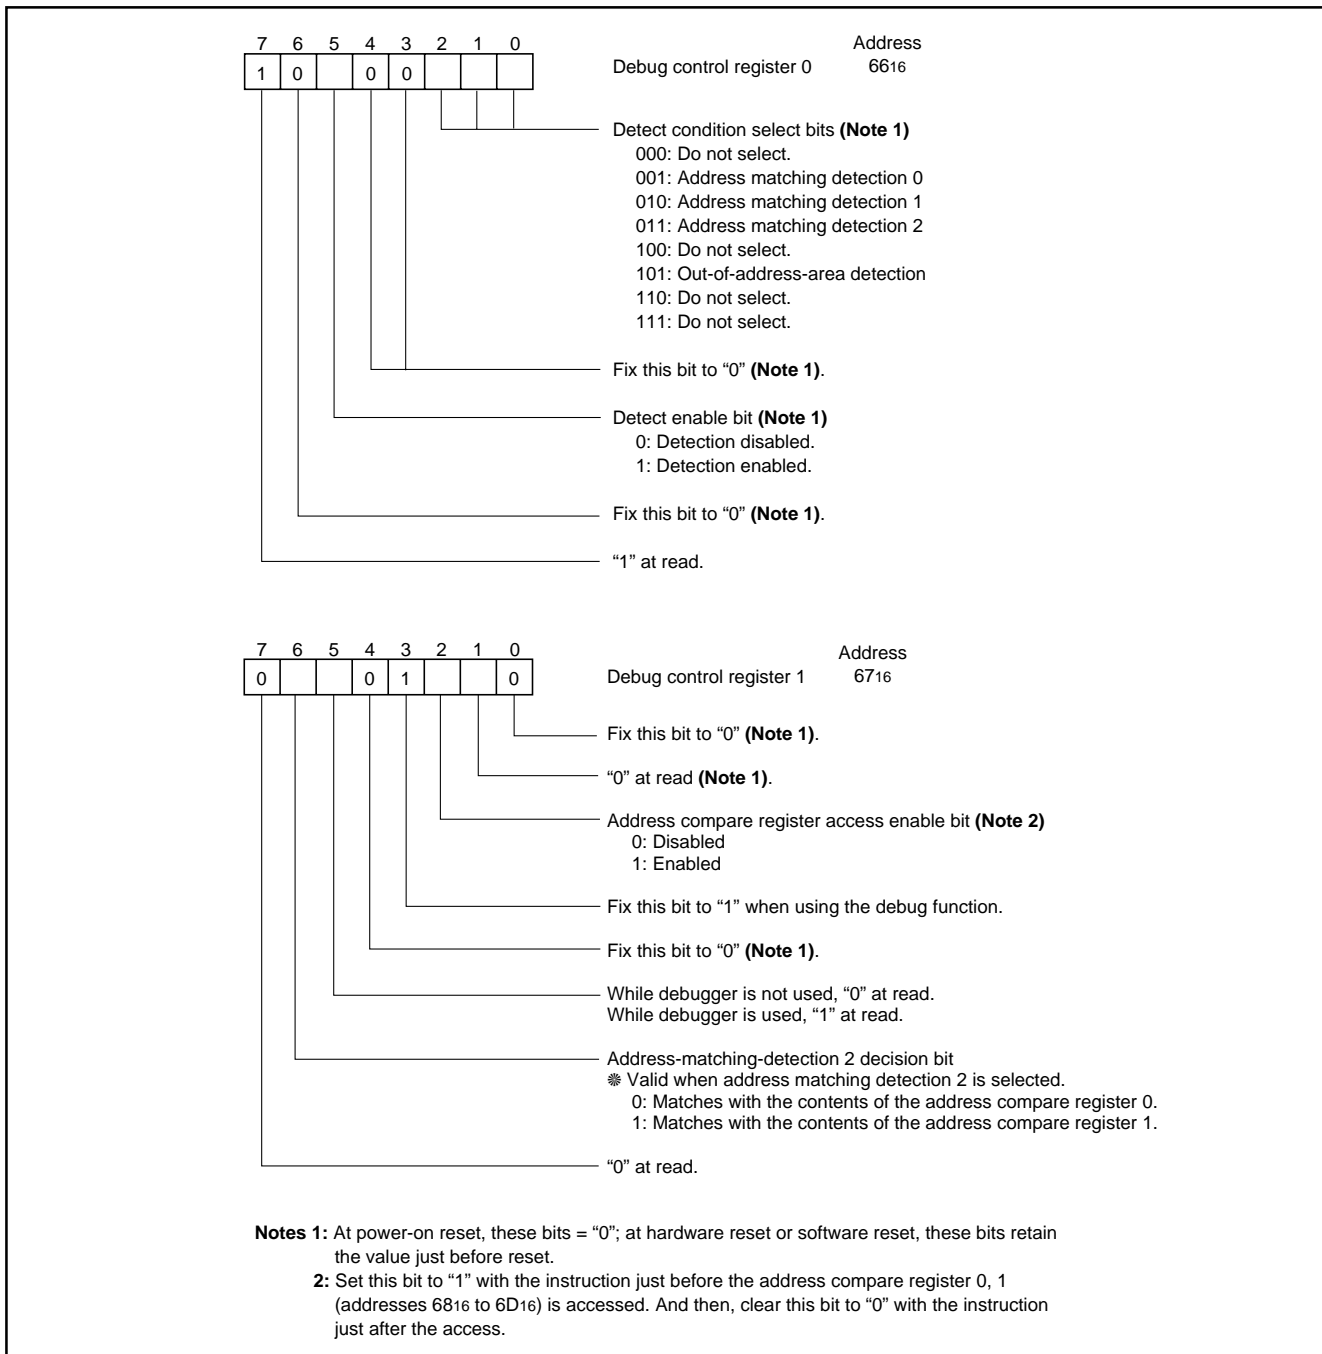 7 6 5 4 3 2 1 0
Address
1 0 0 0
Debug control register 0
6616
Detect condition select bits (Note 1)
000: Do not select.
001: Address matching detection 0
010: Address matching detection 1
011: Address matching detection 2
100: Do not select.
101: Out-of-address-area detection
110: Do not select.
111: Do not select.
Fix this bit to “0” (Note 1).
Detect enable bit (Note 1)
0: Detection disabled.
1: Detection enabled.
Fix this bit to “0” (Note 1).
“1” at read.
7 6 5 4 3 2 1 0
Address
0 0 1 0
Debug control register 1
6716
Fix this bit to “0” (Note 1).
“0” at read (Note 1).
Address compare register access enable bit (Note 2)
0: Disabled
1: Enabled
Fix this bit to “1” when using the debug function.
Fix this bit to “0” (Note 1).
While debugger is not used, “0” at read.
While debugger is used, “1” at read.
Address-matching-detection 2 decision bit
❊ Valid when address matching detection 2 is selected.
0: Matches with the contents of the address compare register 0.
1: Matches with the contents of the address compare register 1.
“0” at read.
Notes 1: At power-on reset, these bits = “0”; at hardware reset or software reset, these bits retain
the value just before reset.
2: Set this bit to “1” with the instruction just before the address compare register 0, 1
(addresses 6816 to 6D16) is accessed. And then, clear this bit to “0” with the instruction
just after the access.